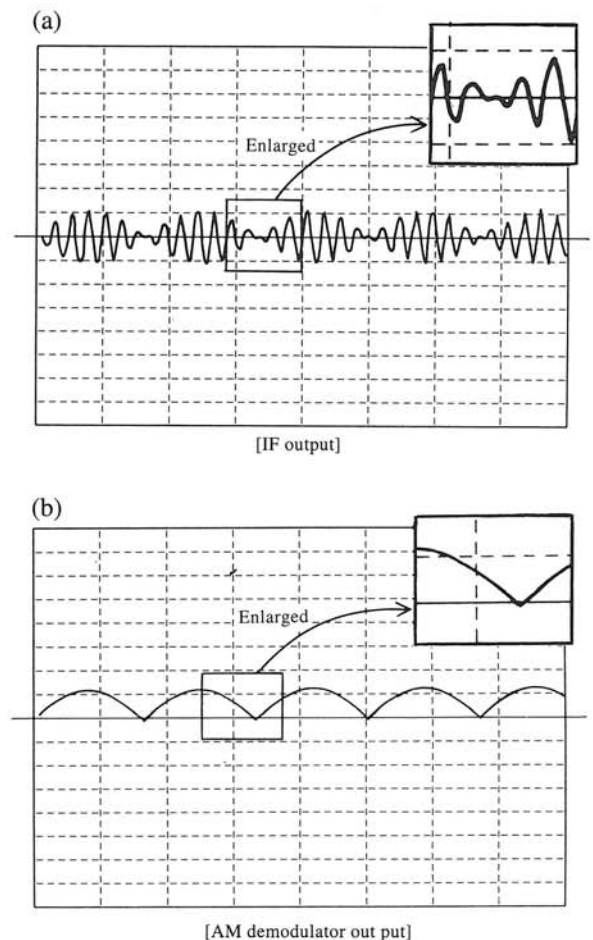 (a)
Enlarged
[IF output]
(b)
Enlarged
[AM demodulator out put]